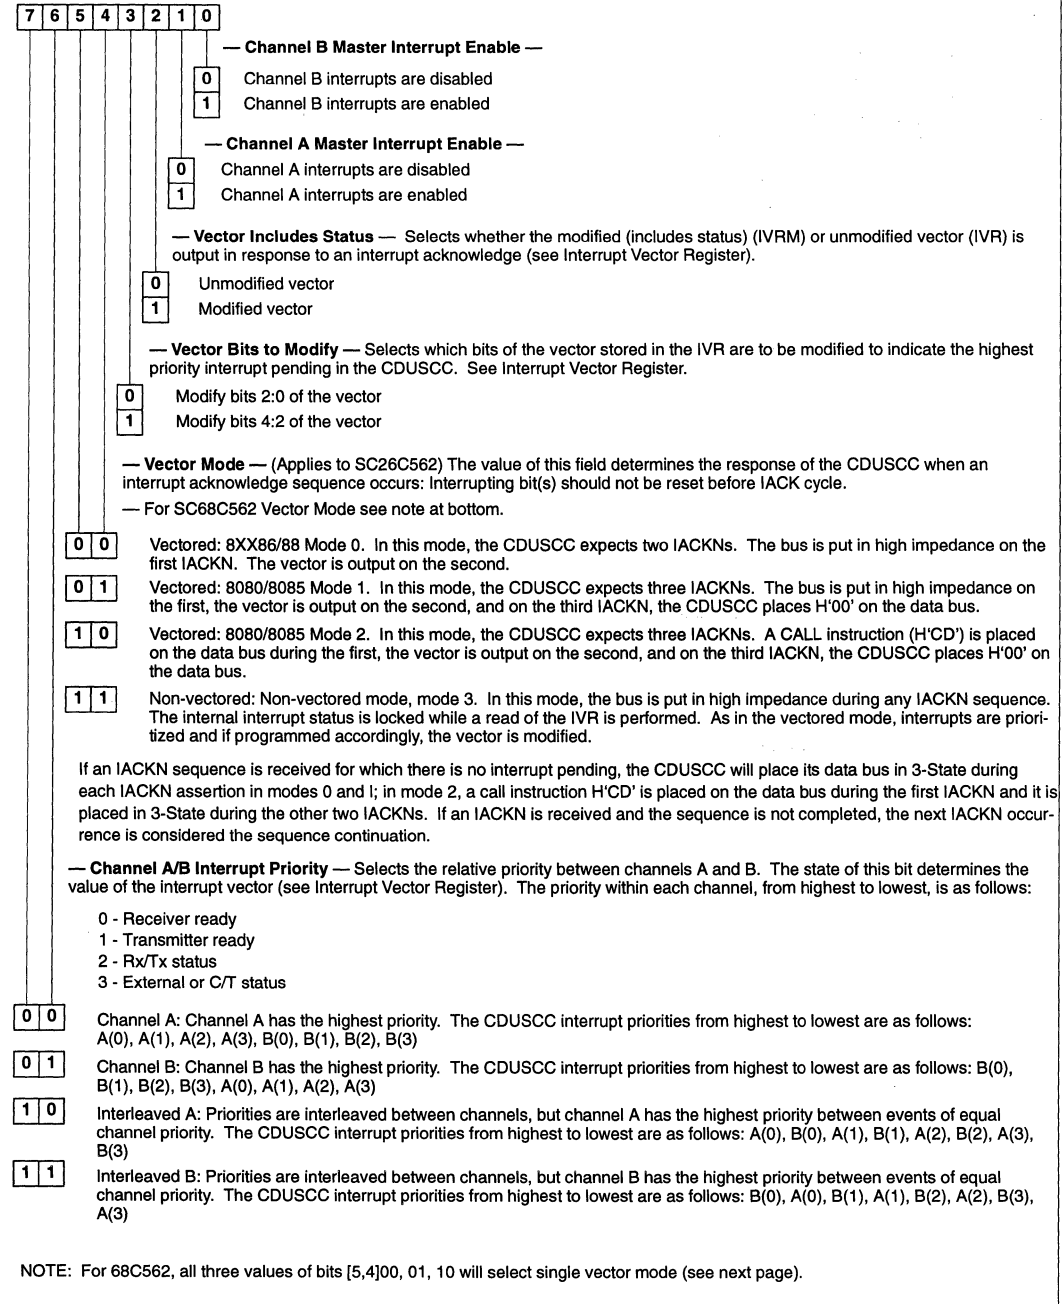 7 6 5 4 3 2 1 0
— Channel B Master Interrupt Enable —
0 Channel B interrupts are disabled
1 Channel B interrupts are enabled
— Channel A Master Interrupt Enable —
0 Channel A interrupts are disabled
1 Channel A interrupts are enabled
— Vector Includes Status — Selects whether the modified (includes status) (IVRM) or unmodified vector (IVR) is
output in response to an interrupt acknowledge (see Interrupt Vector Register).
0 Unmodified vector
1 Modified vector
— Vector Bits to Modify — Selects which bits of the vector stored in the IVR are to be modified to indicate the highest
priority interrupt pending in the CDUSCC. See Interrupt Vector Register.
0 Modify bits 2:0 of the vector
1 Modify bits 4:2 of the vector
— Vector Mode — (Applies to SC26C562) The value of this field determines the response of the CDUSCC when an
interrupt acknowledge sequence occurs: Interrupting bit(s) should not be reset before IACK cycle.
— For SC68C562 Vector Mode see note at bottom.
0 0 Vectored: 8XX86/88 Mode 0. In this mode, the CDUSCC expects two IACKNs. The bus is put in high impedance on the
first IACKN. The vector is output on the second.
0 1 Vectored: 8080/8085 Mode 1. In this mode, the CDUSCC expects three IACKNs. The bus is put in high impedance on
the first, the vector is output on the second, and on the third IACKN, the CDUSCC places H'00' on the data bus.
1 0 Vectored: 8080/8085 Mode 2. In this mode, the CDUSCC expects three IACKNs. A CALL instruction (H'CD') is placed
on the data bus during the first, the vector is output on the second, and on the third IACKN, the CDUSCC places H'00' on
the data bus.
1 1 Non-vectored: Non-vectored mode, mode 3. In this mode, the bus is put in high impedance during any IACKN sequence.
The internal interrupt status is locked while a read of the IVR is performed. As in the vectored mode, interrupts are priori-
tized and if programmed accordingly, the vector is modified.
If an IACKN sequence is received for which there is no interrupt pending, the CDUSCC will place its data bus in 3-State during
each IACKN assertion in modes 0 and I; in mode 2, a call instruction H'CD' is placed on the data bus during the first IACKN and it is
placed in 3-State during the other two IACKNs. If an IACKN is received and the sequence is not completed, the next IACKN occur-
rence is considered the sequence continuation.
— Channel A/B Interrupt Priority — Selects the relative priority between channels A and B. The state of this bit determines the
value of the interrupt vector (see Interrupt Vector Register). The priority within each channel, from highest to lowest, is as follows:
0 - Receiver ready
1 - Transmitter ready
2 - Rx/Tx status
3 - External or C/T status
0 0 Channel A: Channel A has the highest priority. The CDUSCC interrupt priorities from highest to lowest are as follows:
A(0), A(1), A(2), A(3), B(0), B(1), B(2), B(3)
0 1 Channel B: Channel B has the highest priority. The CDUSCC interrupt priorities from highest to lowest are as follows: B(0),
B(1), B(2), B(3), A(0), A(1), A(2), A(3)
1 0 Interleaved A: Priorities are interleaved between channels, but channel A has the highest priority between events of equal
channel priority. The CDUSCC interrupt priorities from highest to lowest are as follows: A(0), B(0), A(1), B(1), A(2), B(2), A(3),
B(3)
1 1 Interleaved B: Priorities are interleaved between channels, but channel B has the highest priority between events of equal
channel priority. The CDUSCC interrupt priorities from highest to lowest are as follows: B(0), A(0), B(1), A(1), B(2), A(2), B(3),
A(3)
NOTE: For 68C562, all three values of bits [5,4]00, 01, 10 will select single vector mode (see next page).